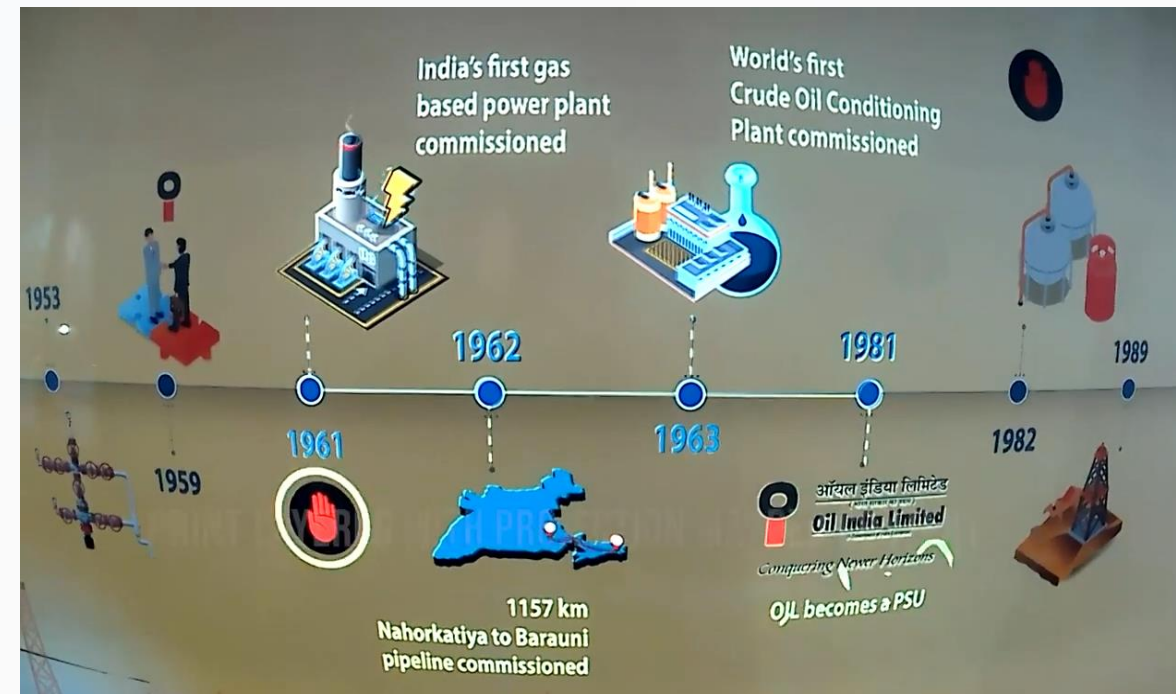 India's first gas
based power plant
commissioned
World's first
Crude Oil Conditioning
Plant commissioned
1953
1962
1981
1989
1961
1963
1982
1959
ऑयल इंडिया लिमिटेड
Oil India Limited
Conquering Newer Horizons
OIL becomes a PSU
1157 km
Nahorkatiya to Barauni
pipeline commissioned